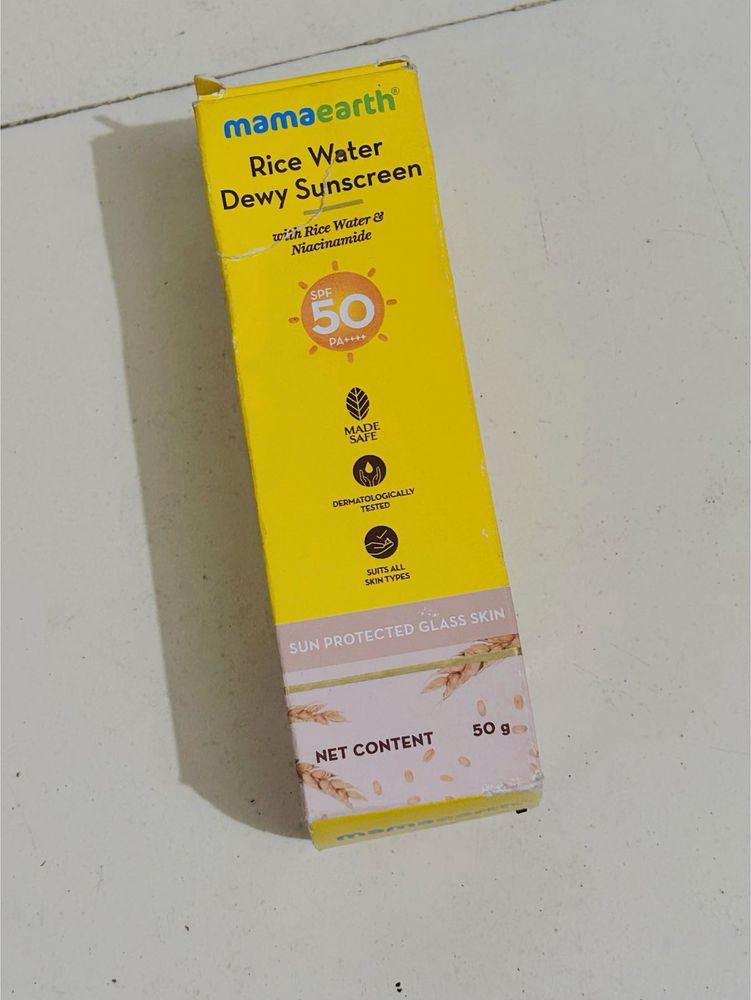 mamaearth®
Rice Water
Dewy Sunscreen
with Rice Water &
Niacinamide
SPF
50
PA++++
MADE
SAFE
DERMATOLOGICALLY
TESTED
SUITS ALL
SKIN TYPES
SUN PROTECTED GLASS SKIN
NET CONTENT 50 g
mamaearth